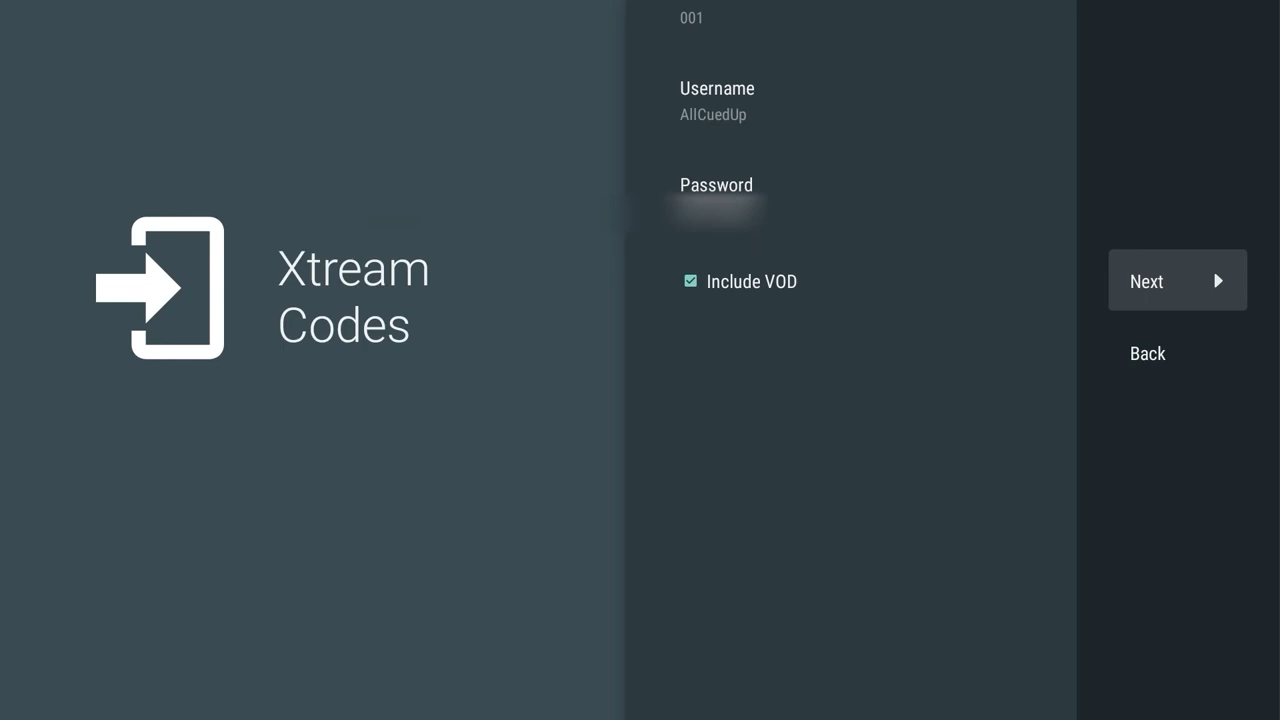 001
Username
AllCuedUp
Password
Include VOD
Xtream
Codes
Next
Back